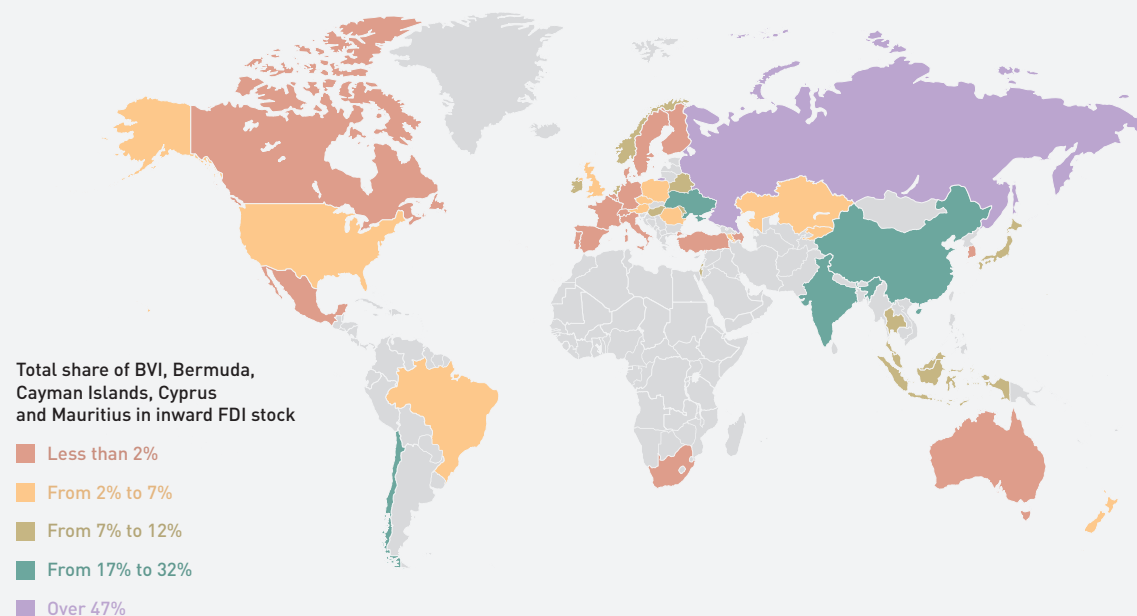 Total share of BVI, Bermuda,
Cayman Islands, Cyprus
and Mauritius in inward FDI stock
Less than 2%
From 2% to 7%
From 7% to 12%
From 17% to 32%
Over 47%